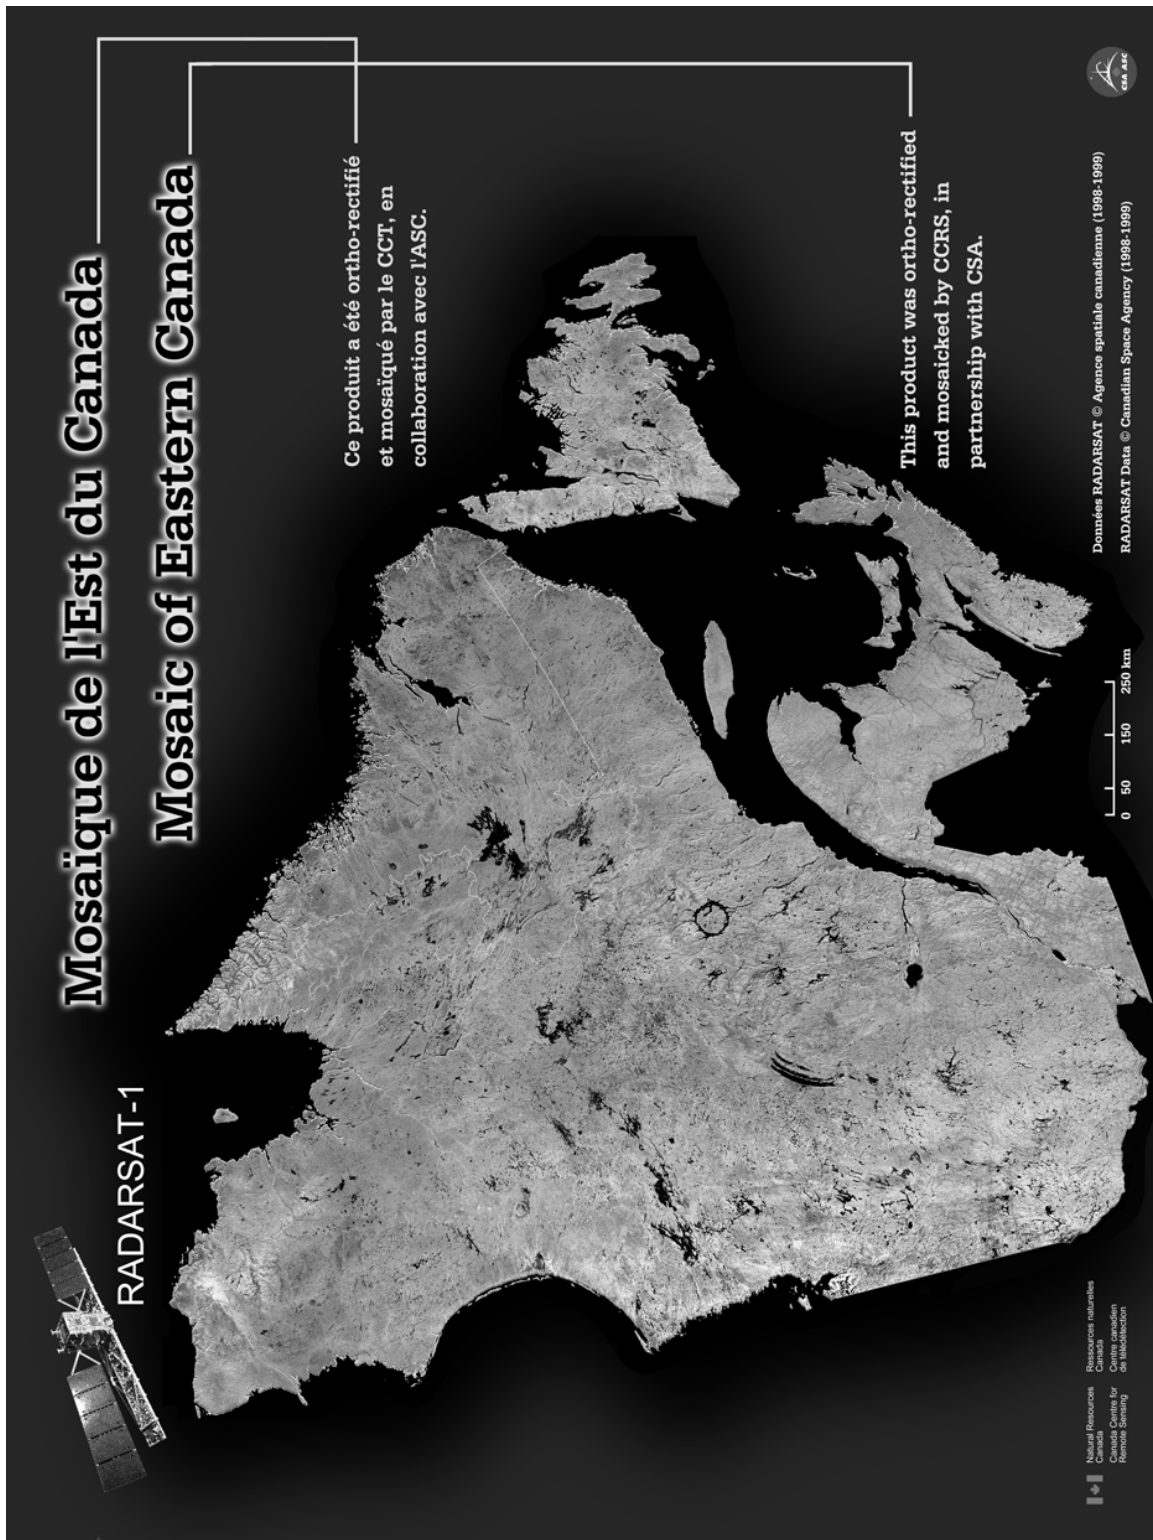 Mosaïque de l'Est du Canada
Mosaic of Eastern Canada
RADARSAT-1
Ce produit a été ortho-rectifié
et mosaïqué par le CCT, en
collaboration avec l'ASC.
This product was ortho-rectified
and mosaicked by CCRS, in
partnership with CSA.
Natural Resources
Canada
Ressources naturelles
Canada
Canada Centre for
Remote Sensing
Centre canadien
de télédétection
0 50 150 250 km
Données RADARSAT © Agence spatiale canadienne (1998-1999)
RADARSAT Data © Canadian Space Agency (1998-1999)
CSA ASC